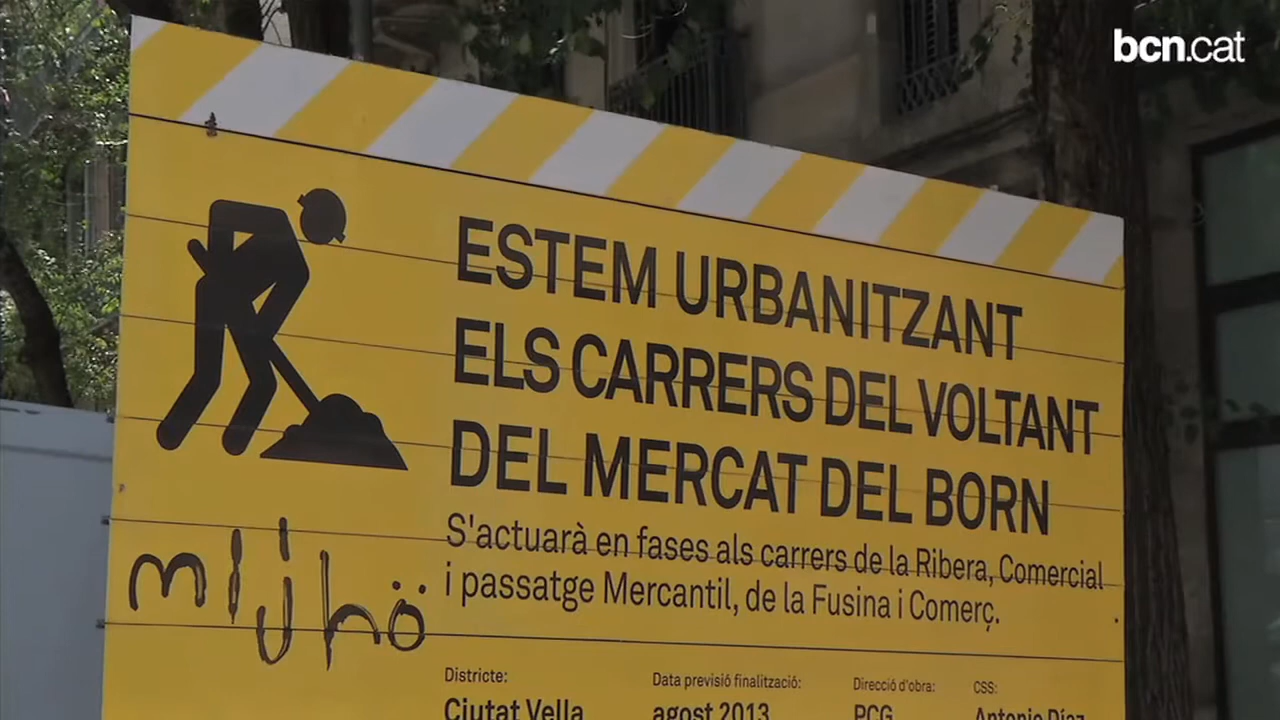 bcn.cat
ESTEM URBANITZANT
ELS CARRERS DEL VOLTANT
DEL MERCAT DEL BORN
S'actuarà en fases als carrers de la Ribera, Comercial
i passatge Mercantil, de la Fusina i Comerç.
Districte: Data previsió finalització: Direcció d'obra: CSS:
Ciutat Vella agost 2013 PCG Antonio Díaz